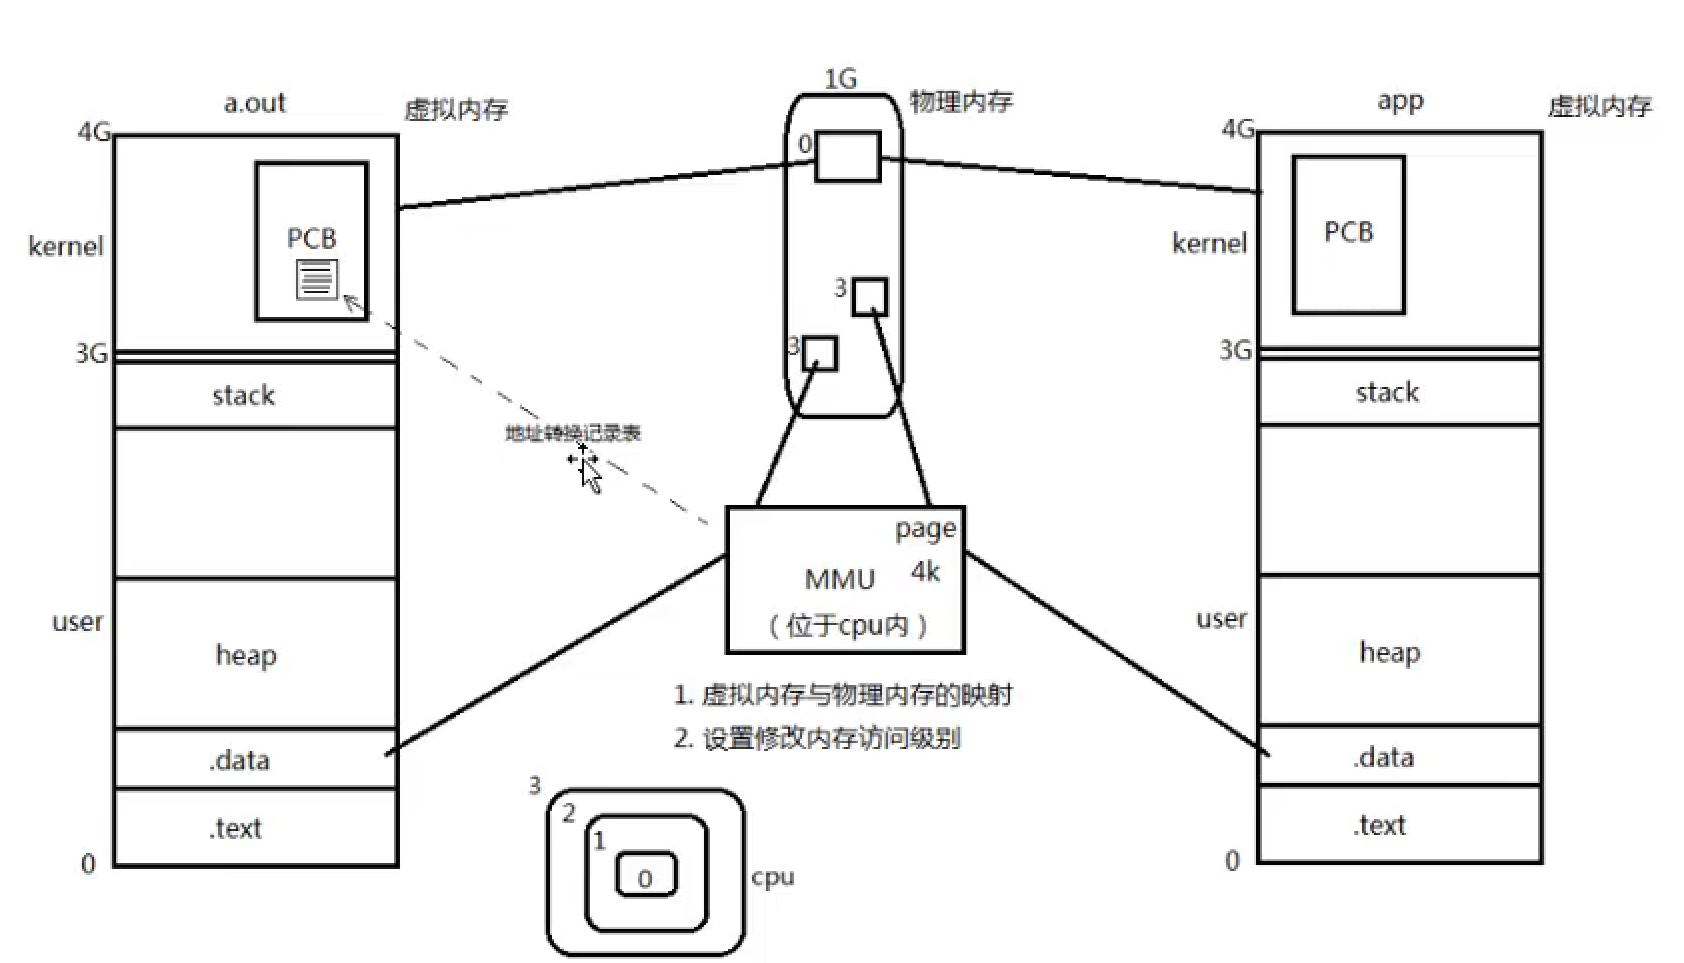 1G
a.out
虚拟内存
物理内存
app
虚拟内存
4G
0
4G
PCB
PCB
kernel
kernel
3
3G
3
3G
stack
stack
地址转换记录表
page
4k
MMU
（位于cpu内）
user
user
heap
heap
1. 虚拟内存与物理内存的映射
2. 设置修改内存访问级别
.data
.data
3
2
1
0
cpu
.text
.text
0
0